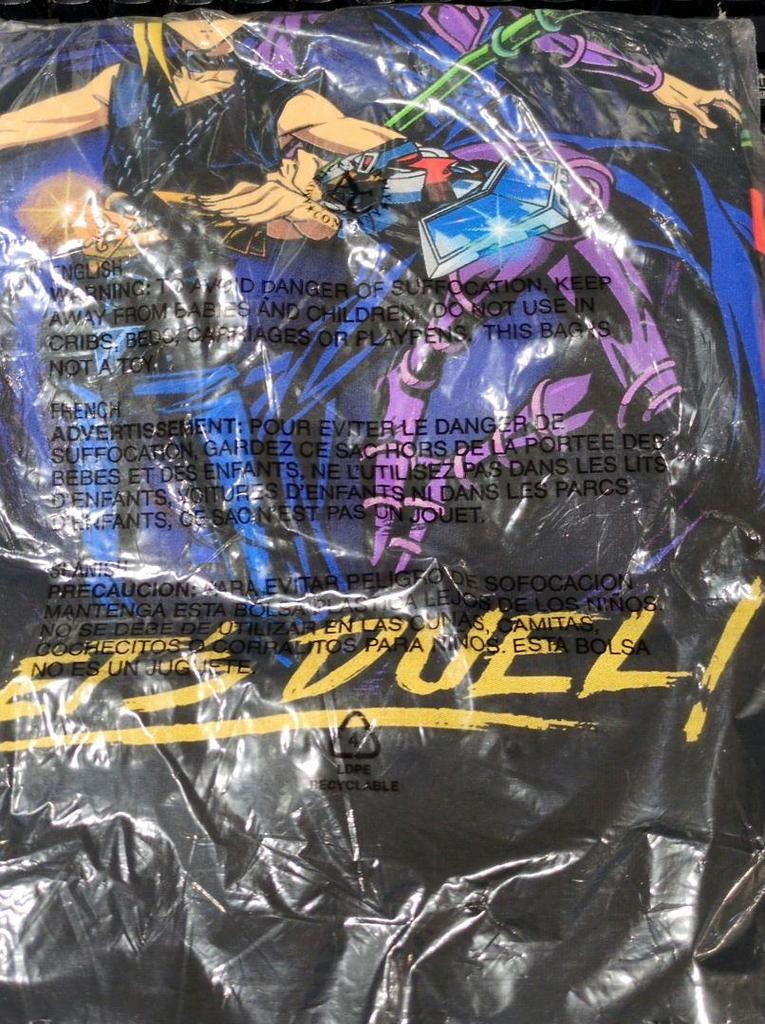 ENGLISH
WARNING: TO AVOID DANGER OF SUFFOCATION, KEEP
AWAY FROM BABIES AND CHILDREN. DO NOT USE IN
CRIBS, BEDS, CARRIAGES OR PLAYPENS. THIS BAG IS
NOT A TOY.
FRENCH
ADVERTISSEMENT: POUR EVITER LE DANGER DE
SUFFOCATION, GARDEZ CE SAC HORS DE LA PORTEE DES
BEBES ET DES ENFANTS, NE L'UTILISEZ PAS DANS LES LITS
D'ENFANTS, VOITURES D'ENFANTS NI DANS LES PARCS
D'ENFANTS, CE SAC N'EST PAS UN JOUET.
SPANISH
PRECAUCION: PARA EVITAR PELIGRO DE SOFOCACION
MANTENGA ESTA BOLSA PLASTICA LEJOS DE LOS NINOS.
NO SE DEBE DE UTILIZAR EN LAS CUNAS, CAMITAS,
COCHECITOS O CORRALITOS PARA NINOS. ESTA BOLSA
NO ES UN JUGUETE.
'S DUEL!
4
LDPE
RECYCLABLE